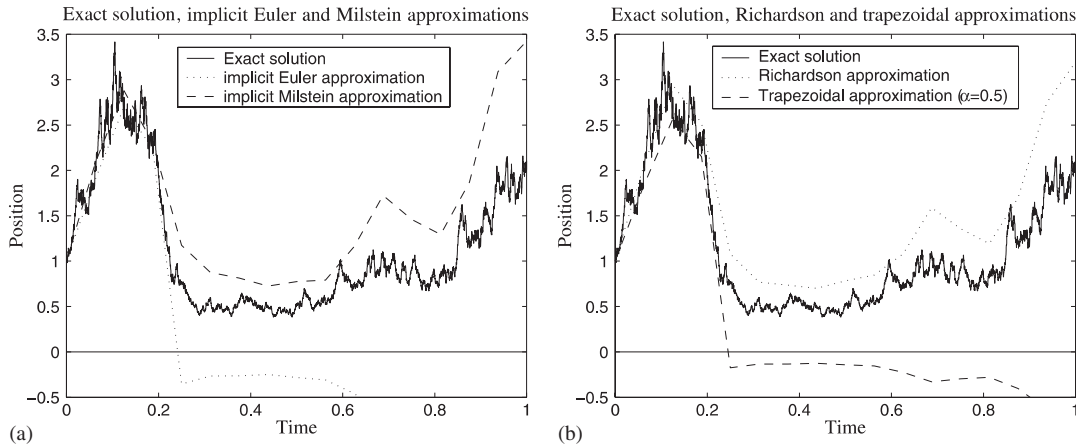 Exact solution, implicit Euler and Milstein approximations
3.5
3
2.5
2
1.5
1
0.5
0
−0.5
Position
Exact solution
implicit Euler approximation
implicit Milstein approximation
0 0.2 0.4 0.6 0.8 1
Time
(a)
Exact solution, Richardson and trapezoidal approximations
3.5
3
2.5
2
1.5
1
0.5
0
−0.5
Position
Exact solution
Richardson approximation
Trapezoidal approximation (α=0.5)
0 0.2 0.4 0.6 0.8 1
Time
(b)